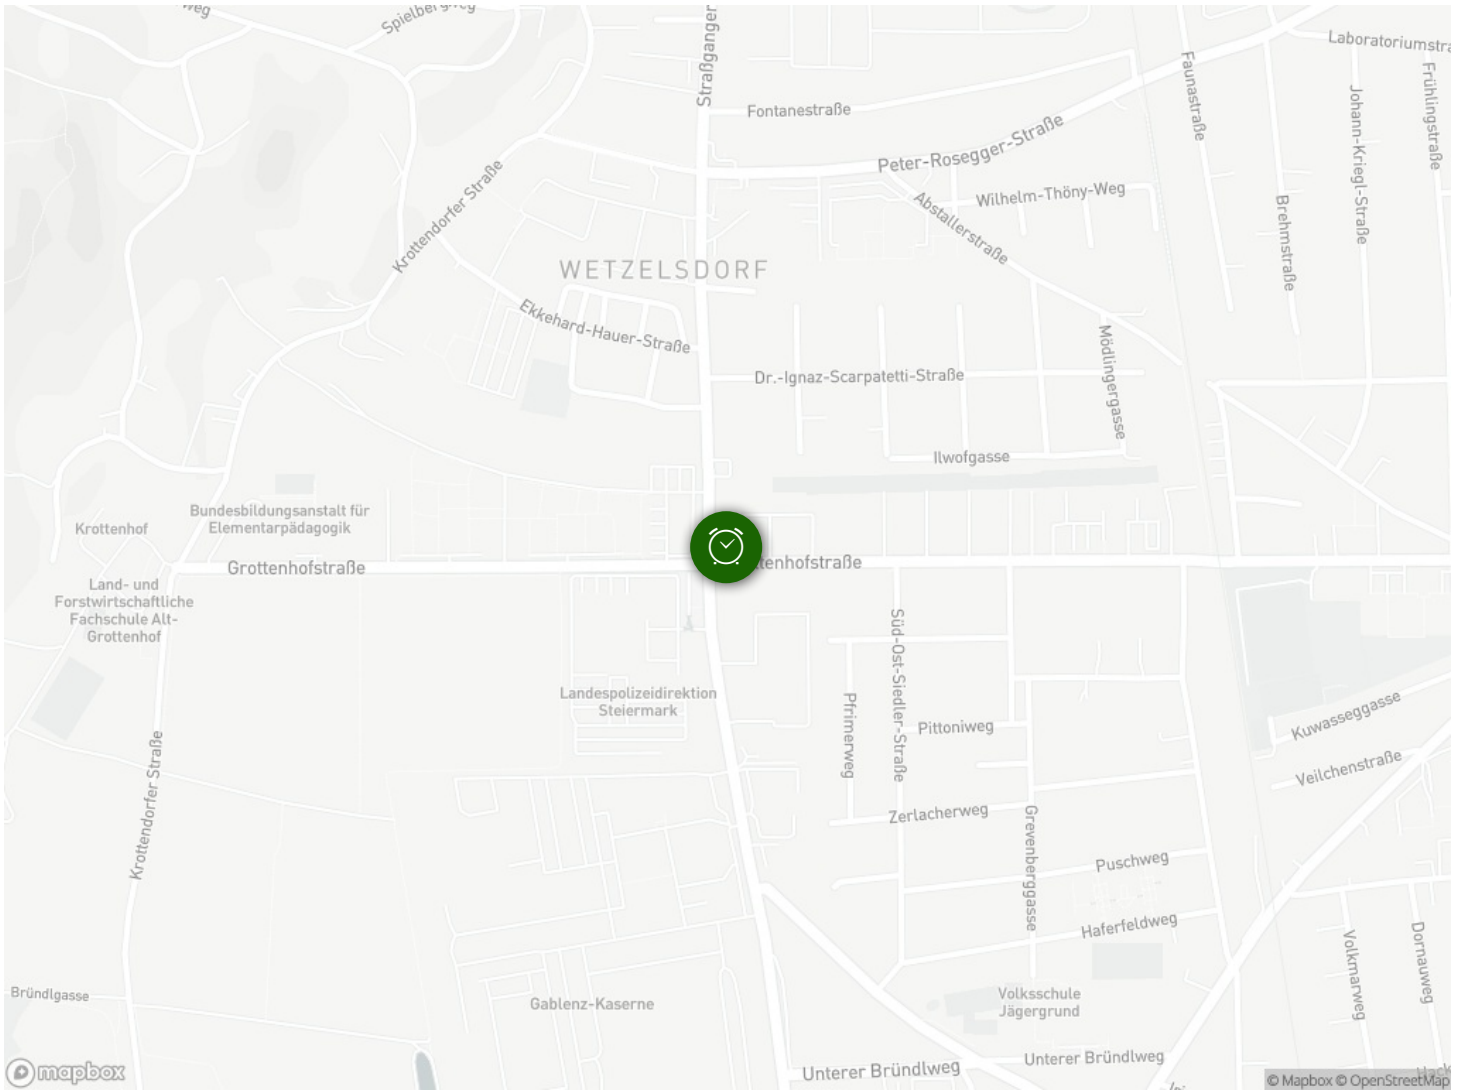 weg
Spielbergweg
Straßganger
Laboratoriumstra
Fontanestraße
Faunastraße
Johann-Kriegl-Straße
Frühlingstraße
Peter-Rosegger-Straße
Krottendorfer Straße
Wilhelm-Thöny-Weg
Abstallerstraße
Brehmstraße
WETZELSDORF
Ekkehard-Hauer-Straße
Dr.-Ignaz-Scarpatetti-Straße
Mödlingergasse
Ilwofgasse
Bundesbildungsanstalt für
Elementarpädagogik
Krottenhof
Grottenhofstraße
ttenhofstraße
Land- und
Forstwirtschaftliche
Fachschule Alt-
Grottenhof
Süd-Ost-Siedler-Straße
Landespolizeidirektion
Steiermark
Pfrimerweg
Pittoniweg
Kuwasseggasse
Veilchenstraße
Krottendorfer Straße
Zerlacherweg
Grevenberggasse
Puschweg
Haferfeldweg
Volkmarweg
Dornauweg
Bründlgasse
Gablenz-Kaserne
Volksschule
Jägergrund
Unterer Bründlweg
Unterer Bründlweg
mapbox
© Mapbox © OpenStreetMap